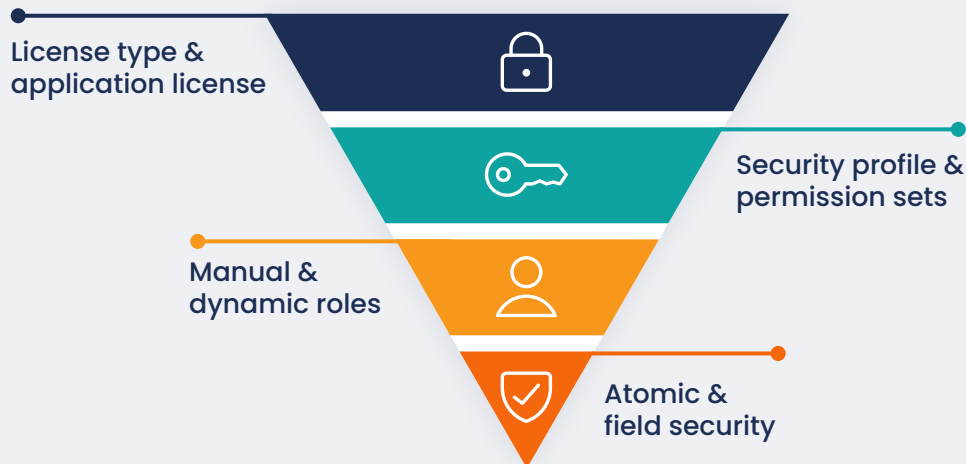 License type &
application license
Security profile &
permission sets
Manual &
dynamic roles
Atomic &
field security